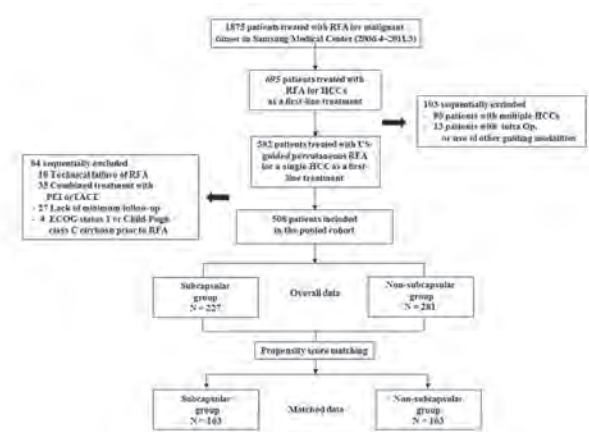 1875 patients treated with RFA for malignant
tumor in Samsung Medical Center (2006.4~2011.5)
695 patients treated with
RFA for HCCs
as a first-line treatment
103 sequentially excluded
- 90 patients with multiple HCCs
- 13 patients with intra Op.
or use of other guiding modalities
592 patients treated with US-
guided percutaneous RFA
for a single HCC as a first-
line treatment
84 sequentially excluded
Technical failure of RFA
Combined treatment with
PEI or TACE
- 27 Lack of minimum follow-up
- 4 ECOG status 1 or Child-Pugh
class C cirrhosis prior to RFA
508 patients included
in the pooled cohort
Subcapsular
group
N = 227
Overall data
Non-subcapsular
group
N = 281
Propensity score matching
Subcapsular
group
N = 163
Matched data
Non-subcapsular
group
N = 163